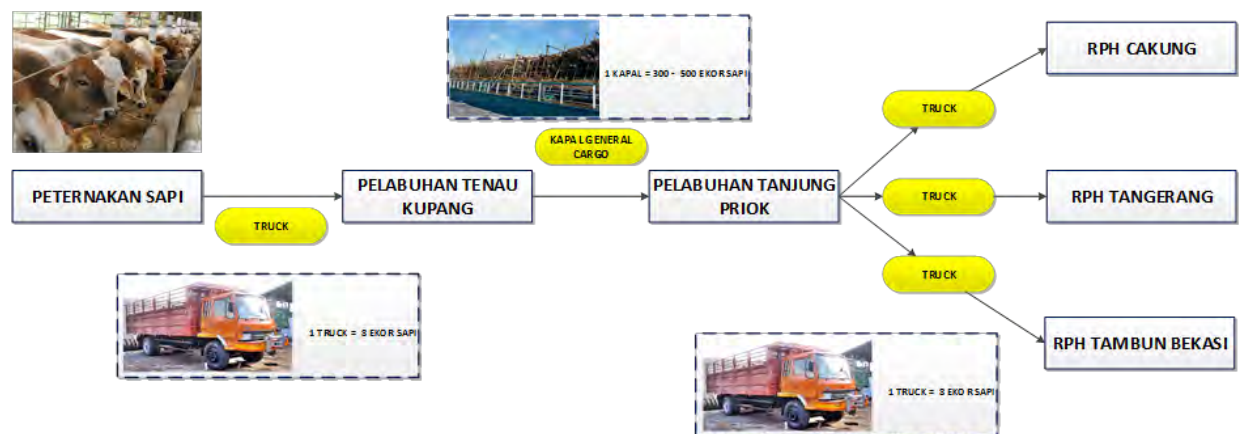 1 KAPAL = 300 - 500 EKOR SAPI
RPH CAKUNG
TRUCK
KAPAL GENERAL
CARGO
PETERNAKAN SAPI
PELABUHAN TENAU
KUPANG
PELABUHAN TANJUNG
PRIOK
TRUCK
RPH TANGERANG
TRUCK
TRUCK
1 TRUCK = 8 EKOR SAPI
RPH TAMBUN BEKASI
1 TRUCK = 8 EKOR SAPI